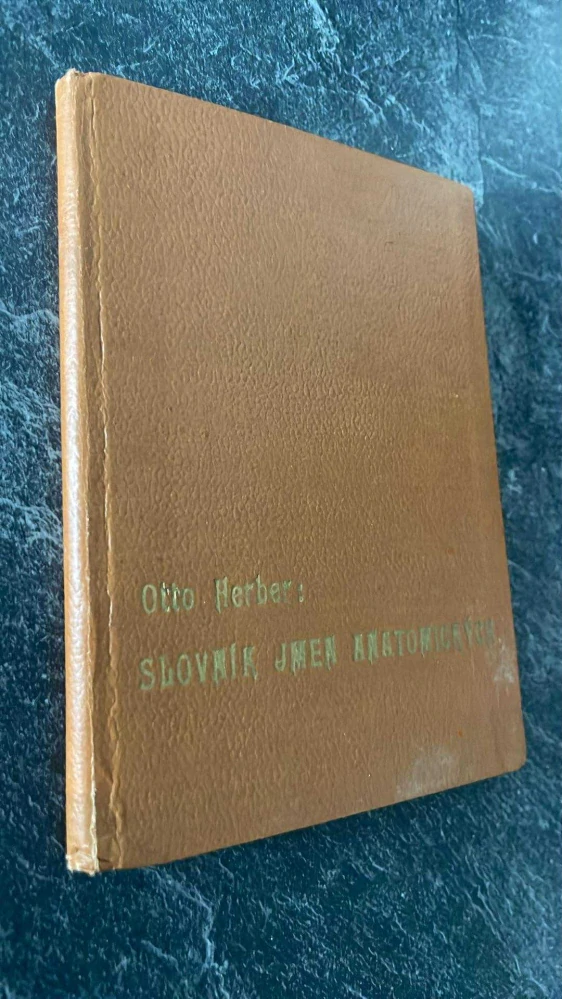 Otto Herber:
SLOVNÍK JMEN ANATOMICKÝCH